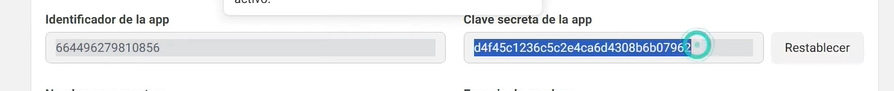 activo.
Identificador de la app
Clave secreta de la app
664496279810856
d4f45c1236c5c2e4ca6d4308b6b07962
Restablecer